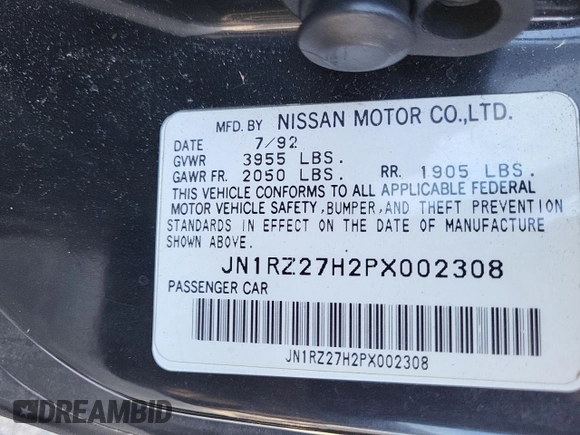 MFD. BY NISSAN MOTOR CO.,LTD.
DATE 7/92
GVWR 3955 LBS.
GAWR FR. 2050 LBS. RR. 1905 LBS.
THIS VEHICLE CONFORMS TO ALL APPLICABLE FEDERAL
MOTOR VEHICLE SAFETY,BUMPER,AND THEFT PREVENTION
STANDARDS IN EFFECT ON THE DATE OF MANUFACTURE
SHOWN ABOVE.
JN1RZ27H2PX002308
PASSENGER CAR
JN1RZ27H2PX002308
DREAMBID